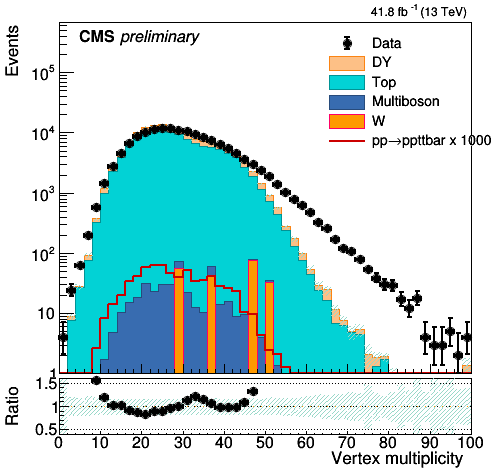 41.8 fb⁻¹ (13 TeV)
CMS preliminary
Events
Data
DY
Top
Multiboson
W
pp→ppttbar x 1000
10⁵
10⁴
10³
10²
10
1
Ratio
1.5
1
0.5
0 10 20 30 40 50 60 70 80 90 100
Vertex multiplicity